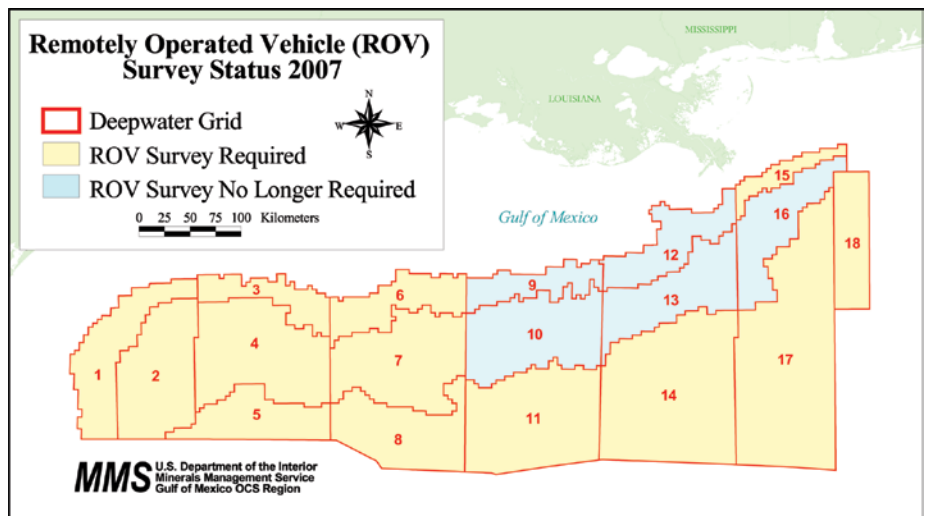 Remotely Operated Vehicle (ROV)
Survey Status 2007
Deepwater Grid
ROV Survey Required
ROV Survey No Longer Required
N
W E
S
0 25 50 75 100 Kilometers
MISSISSIPPI
LOUISIANA
Gulf of Mexico
15
16
18
12
9
13
3
6
10
4
7
1
2
17
14
5
11
8
MMS
U.S. Department of the Interior
Minerals Management Service
Gulf of Mexico OCS Region